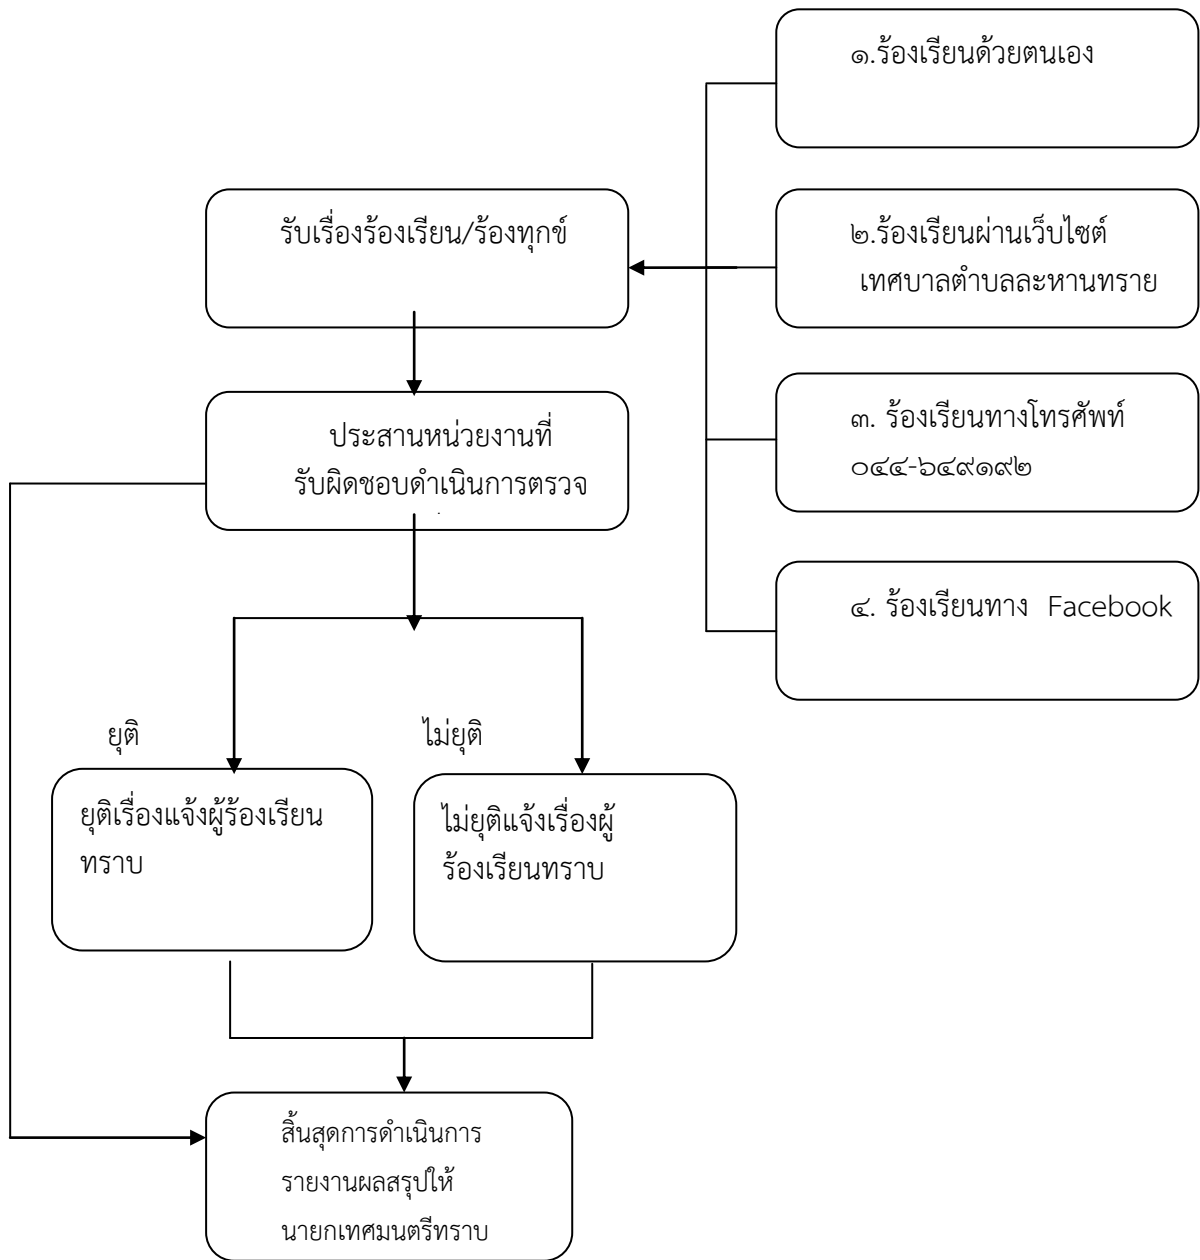 ๑.ร้องเรียนด้วยตนเอง
รับเรื่องร้องเรียน/ร้องทุกข์
๒.ร้องเรียนผ่านเว็บไซต์
เทศบาลตำบลละหานทราย
ประสานหน่วยงานที่
รับผิดชอบดำเนินการตรวจ
๓. ร้องเรียนทางโทรศัพท์
๐๔๔-๖๔๙๑๙๒
๔. ร้องเรียนทาง Facebook
ยุติ
ไม่ยุติ
ยุติเรื่องแจ้งผู้ร้องเรียน
ทราบ
ไม่ยุติแจ้งเรื่องผู้
ร้องเรียนทราบ
สิ้นสุดการดำเนินการ
รายงานผลสรุปให้
นายกเทศมนตรีทราบ